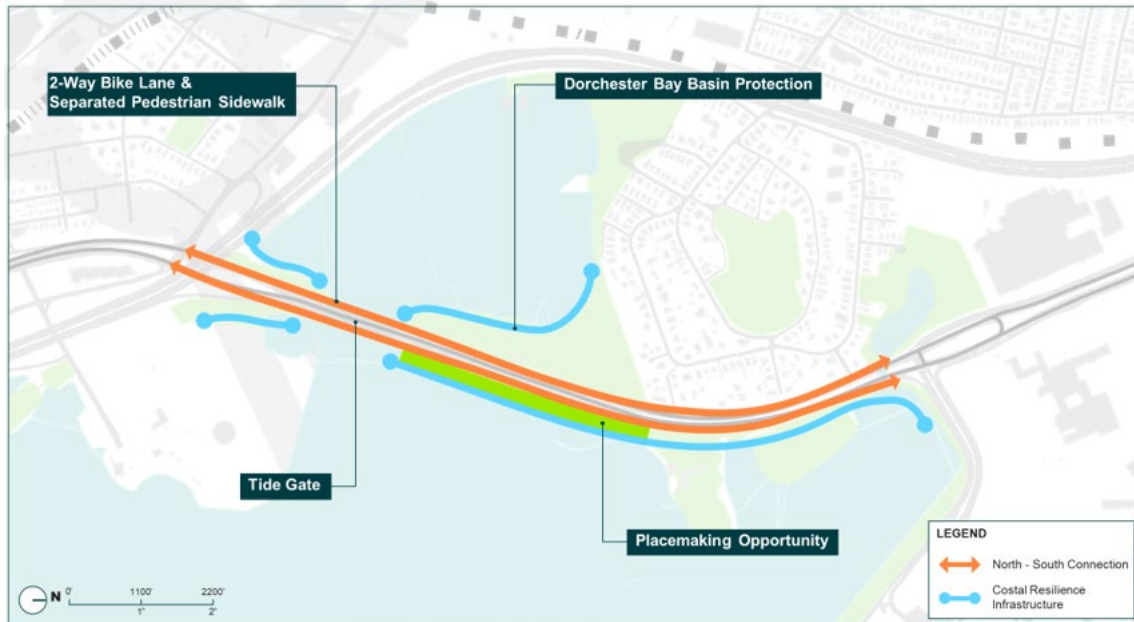 2-Way Bike Lane &
Separated Pedestrian Sidewalk
Dorchester Bay Basin Protection
Tide Gate
Placemaking Opportunity
LEGEND
North - South Connection
Costal Resilience
Infrastructure
N 0' 1100' 2200'
1" 2"